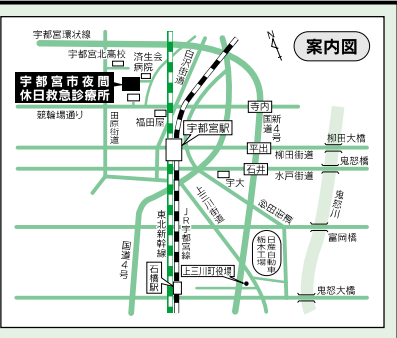 案内図
N
宇都宮環状線
宇都宮北高校
済生会
病院
白沢街道
宇都宮市夜間
休日救急診療所
競輪場通り
田原街道
福田屋
宇都宮駅
寺内
新国道4号
平出
柳田大橋
柳田街道
石井
鬼怒橋
水戸街道
宇大
上三川街道
鬼怒川
東北新幹線
JR宇都宮線
国道4号
石橋駅
上三川町役場
日産自動車
栃木工場
富岡橋
鬼怒大橋